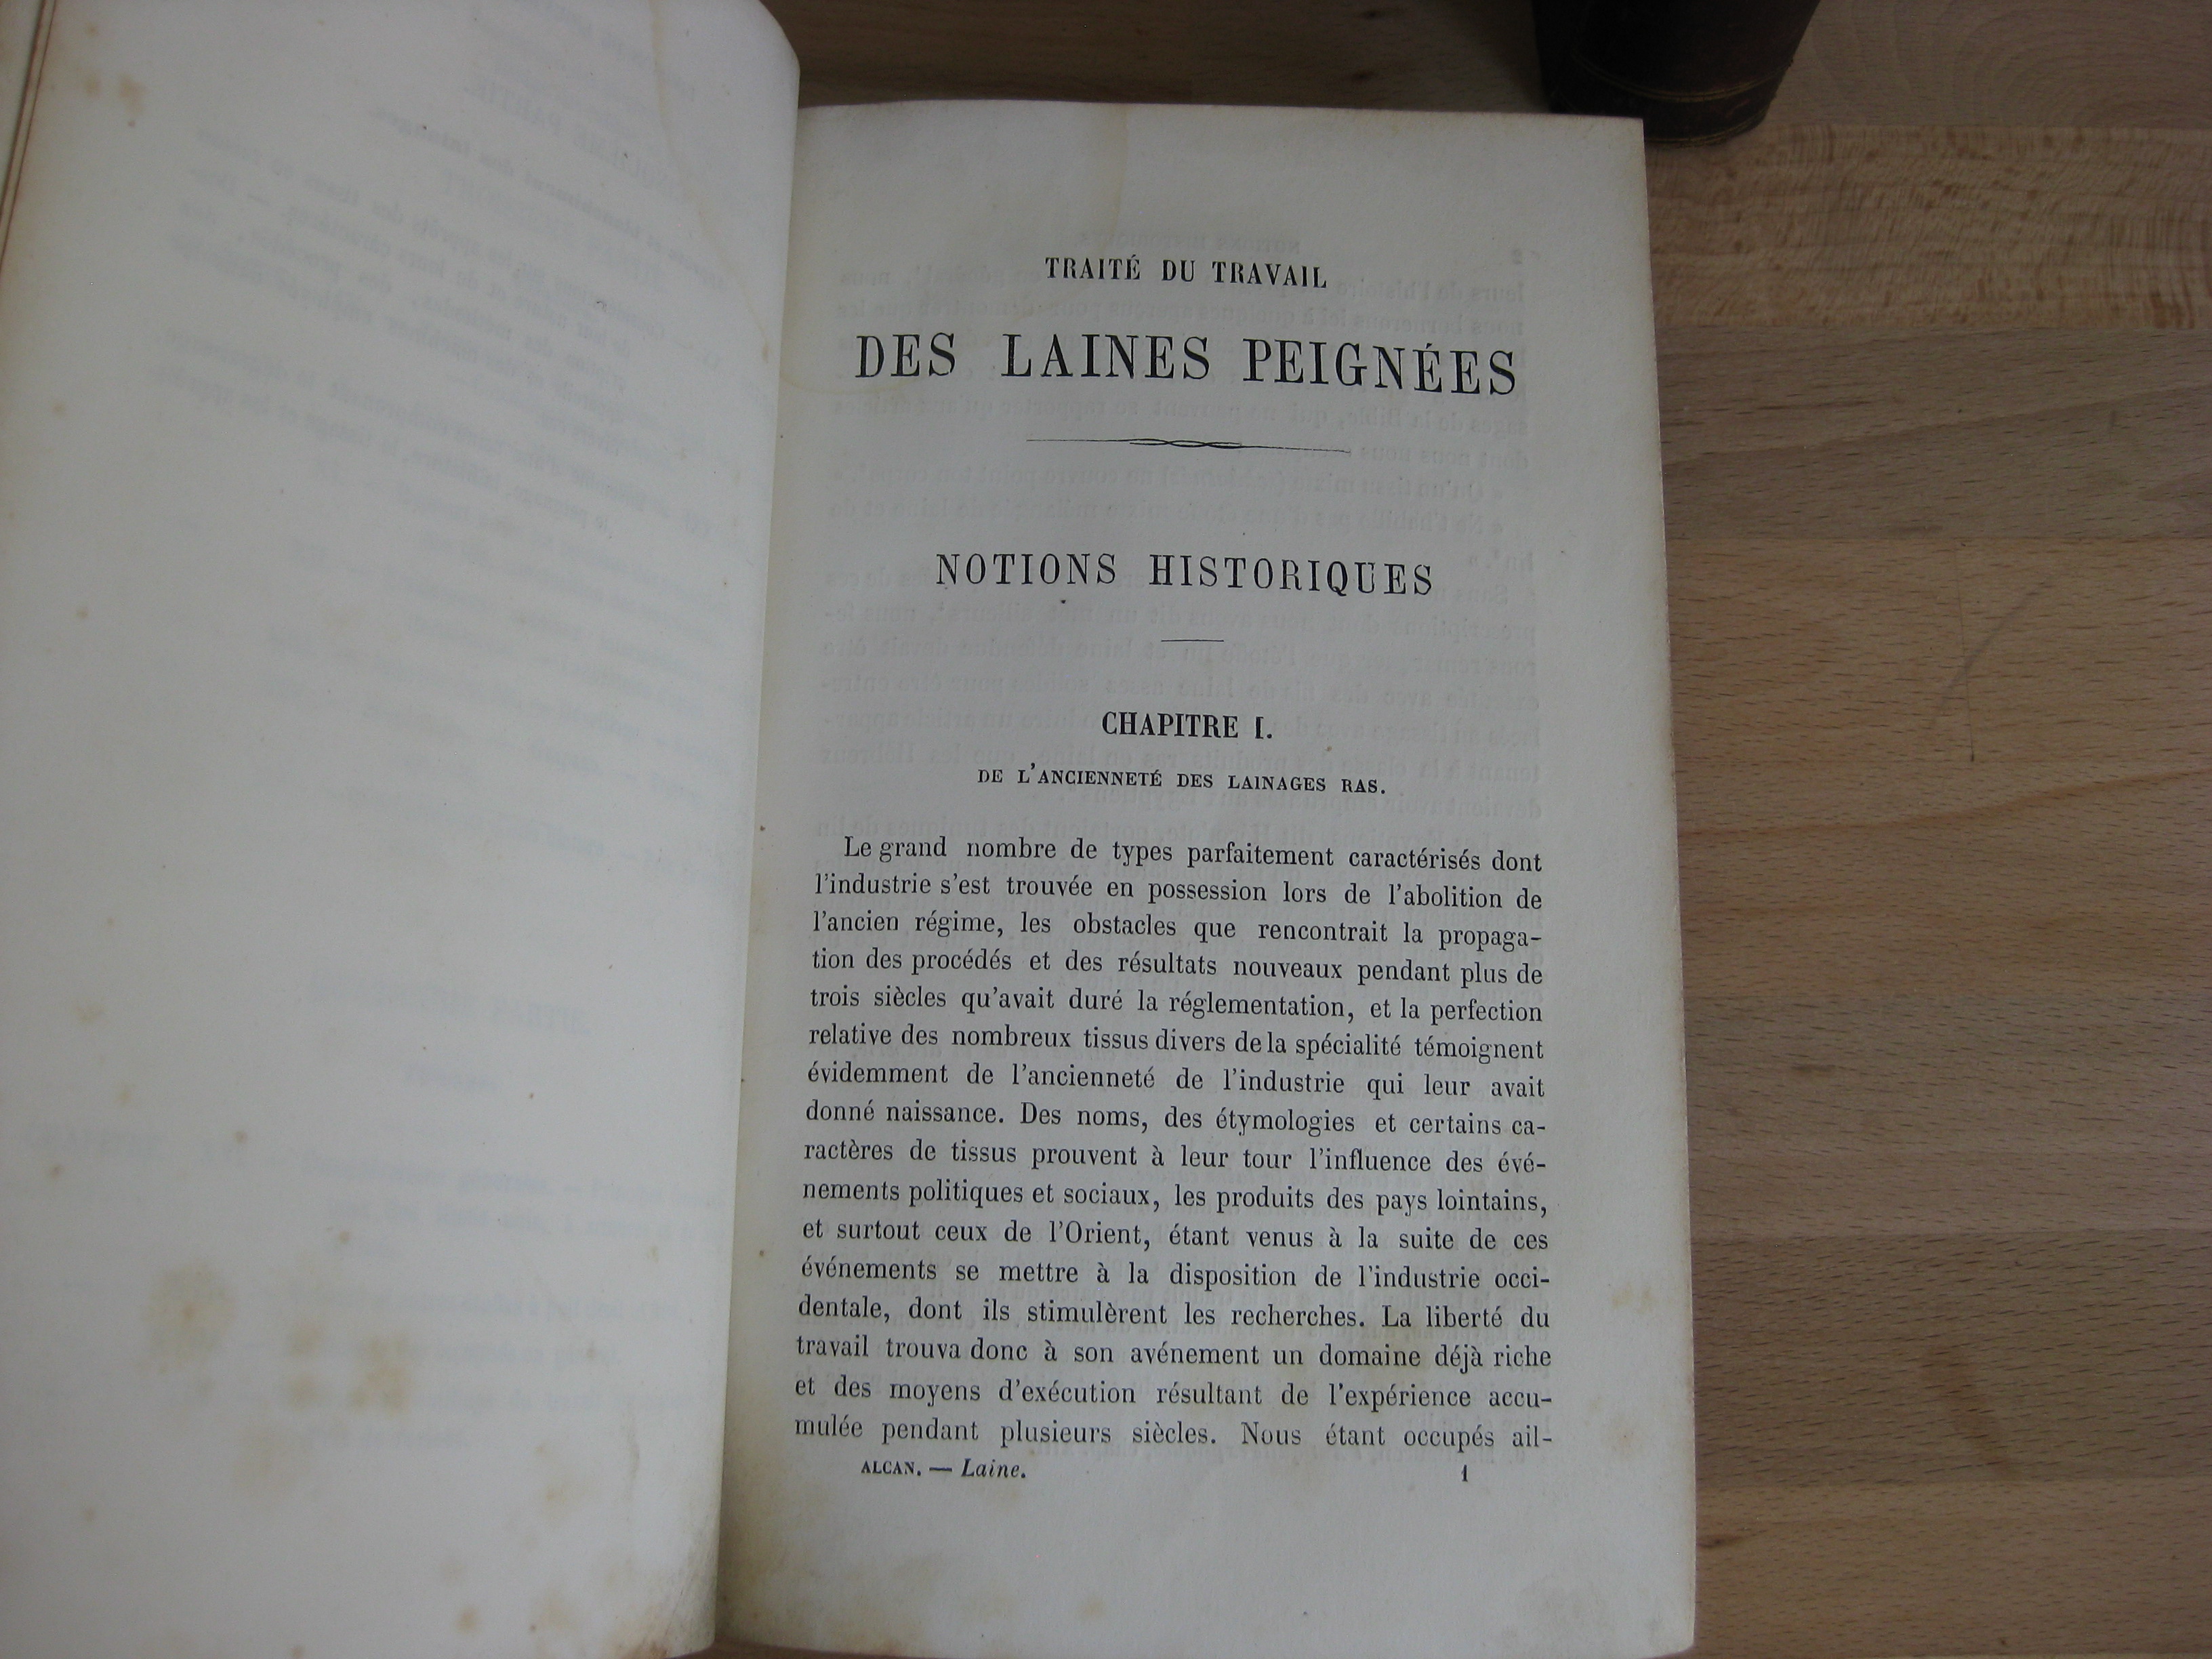 TRAITÉ DU TRAVAIL
DES LAINES PEIGNÉES
NOTIONS HISTORIQUES
CHAPITRE I.
DE L'ANCIENNETÉ DES LAINAGES RAS.
Le grand nombre de types parfaitement caractérisés dont
l'industrie s'est trouvée en possession lors de l'abolition de
l'ancien régime, les obstacles que rencontrait la propaga-
tion des procédés et des résultats nouveaux pendant plus de
trois siècles qu'avait duré la réglementation, et la perfection
relative des nombreux tissus divers de la spécialité témoignent
évidemment de l'ancienneté de l'industrie qui leur avait
donné naissance. Des noms, des étymologies et certains ca-
ractères de tissus prouvent à leur tour l'influence des évé-
nements politiques et sociaux, les produits des pays lointains,
et surtout ceux de l'Orient, étant venus à la suite de ces
événements se mettre à la disposition de l'industrie occi-
dentale, dont ils stimulèrent les recherches. La liberté du
travail trouva donc à son avénement un domaine déjà riche
et des moyens d'exécution résultant de l'expérience accu-
mulée pendant plusieurs siècles. Nous étant occupés ail-
ALCAN. — Laine. 1